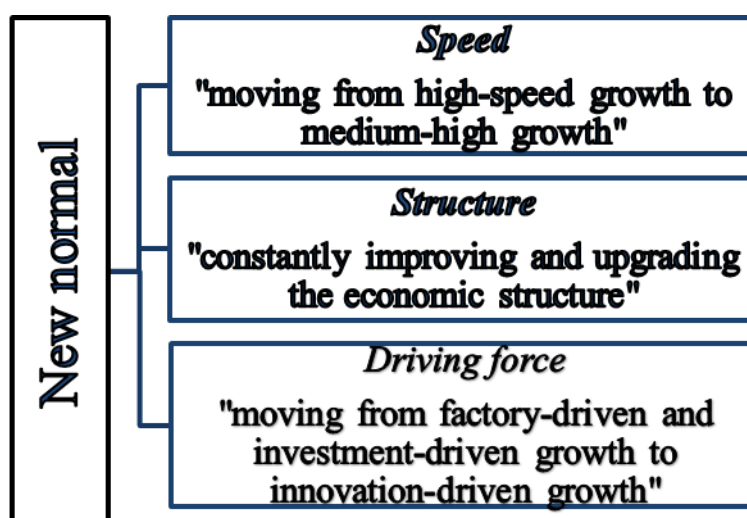 New normal
Speed
"moving from high-speed growth to
medium-high growth"
Structure
"constantly improving and upgrading
the economic structure"
Driving force
"moving from factory-driven and
investment-driven growth to
innovation-driven growth"